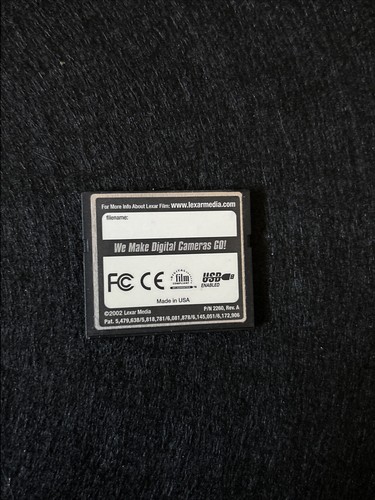 For More Info About Lexar Film: www.lexarmedia.com
filename:
We Make Digital Cameras GO!
FC CE film USB
ENABLED
Made in USA
©2002 Lexar Media P/N 2260, Rev. A
Pat. 5,479,638/5,818,781/6,081,878/6,145,051/6,172,906